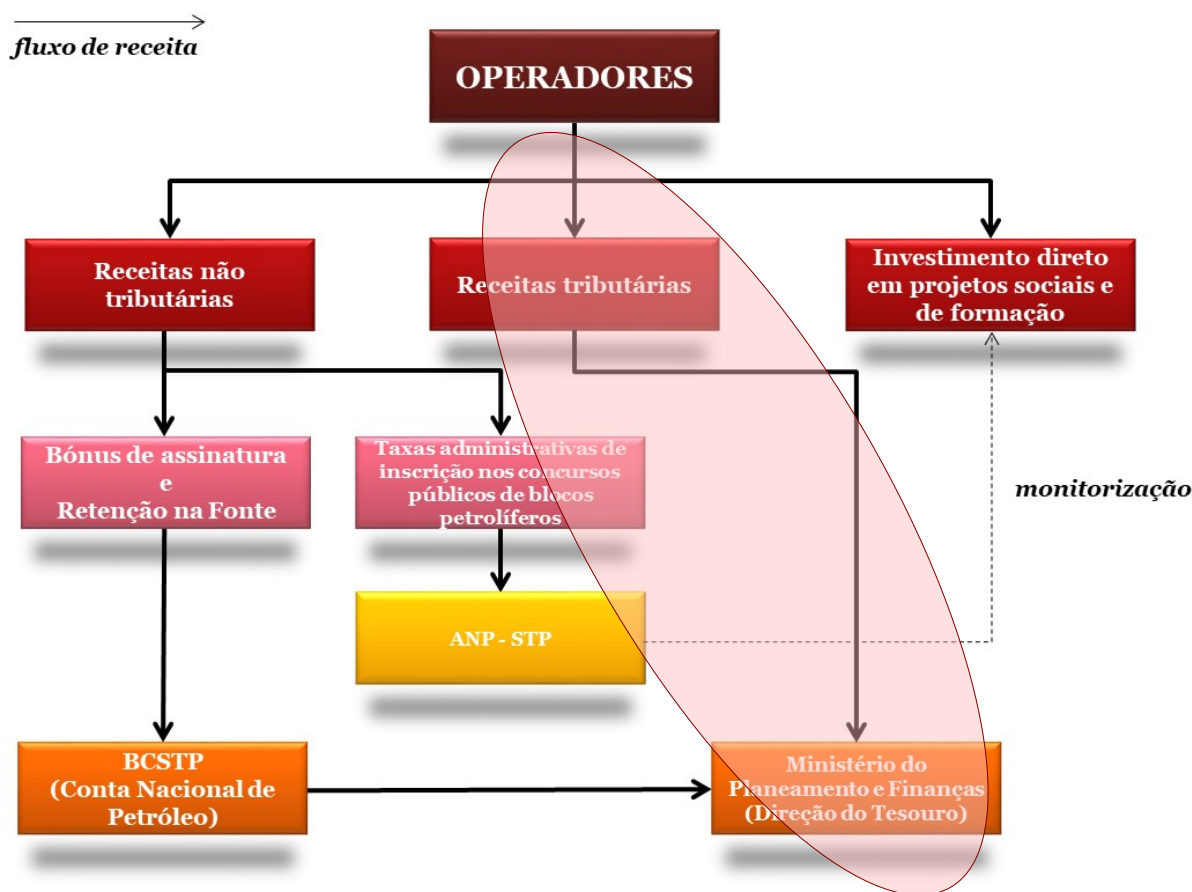 fluxo de receita
OPERADORES
Receitas não
tributárias
Receitas tributárias
Investimento direto
em projetos sociais e
de formação
Bónus de assinatura
e
Retenção na Fonte
Taxas administrativas de
inscrição nos concursos
públicos de blocos
petrolíferos
monitorização
ANP - STP
BCSTP
(Conta Nacional de
Petróleo)
Ministério do
Planeamento e Finanças
(Direção do Tesouro)